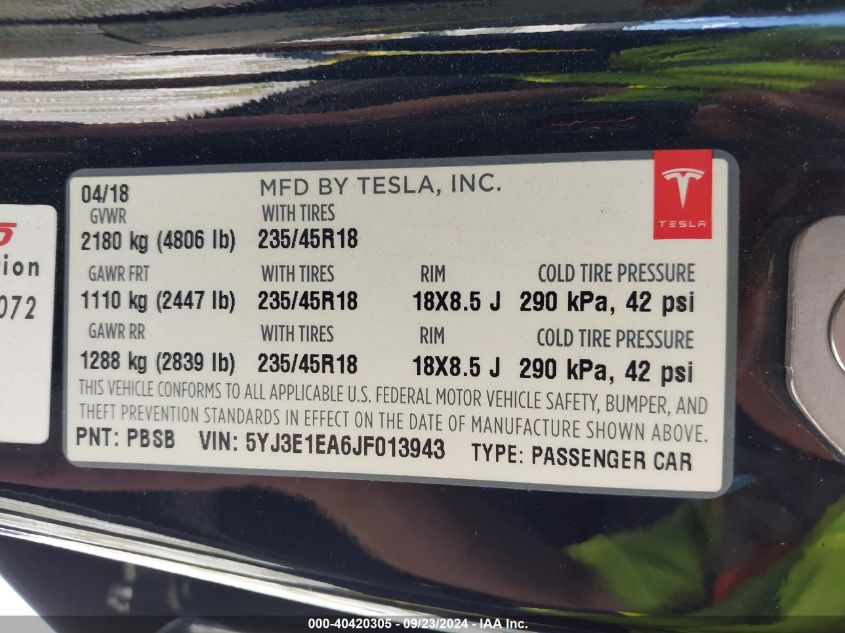 04/18 MFD BY TESLA, INC.
GVWR WITH TIRES
2180 kg (4806 lb) 235/45R18
TESLA
GAWR FRT WITH TIRES RIM COLD TIRE PRESSURE
1110 kg (2447 lb) 235/45R18 18X8.5 J 290 kPa, 42 psi
GAWR RR WITH TIRES RIM COLD TIRE PRESSURE
1288 kg (2839 lb) 235/45R18 18X8.5 J 290 kPa, 42 psi
THIS VEHICLE CONFORMS TO ALL APPLICABLE U.S. FEDERAL MOTOR VEHICLE SAFETY, BUMPER, AND
THEFT PREVENTION STANDARDS IN EFFECT ON THE DATE OF MANUFACTURE SHOWN ABOVE.
PNT: PBSB VIN: 5YJ3E1EA6JF013943 TYPE: PASSENGER CAR
tion
072
000-40420305 - 09/23/2024 - IAA Inc.